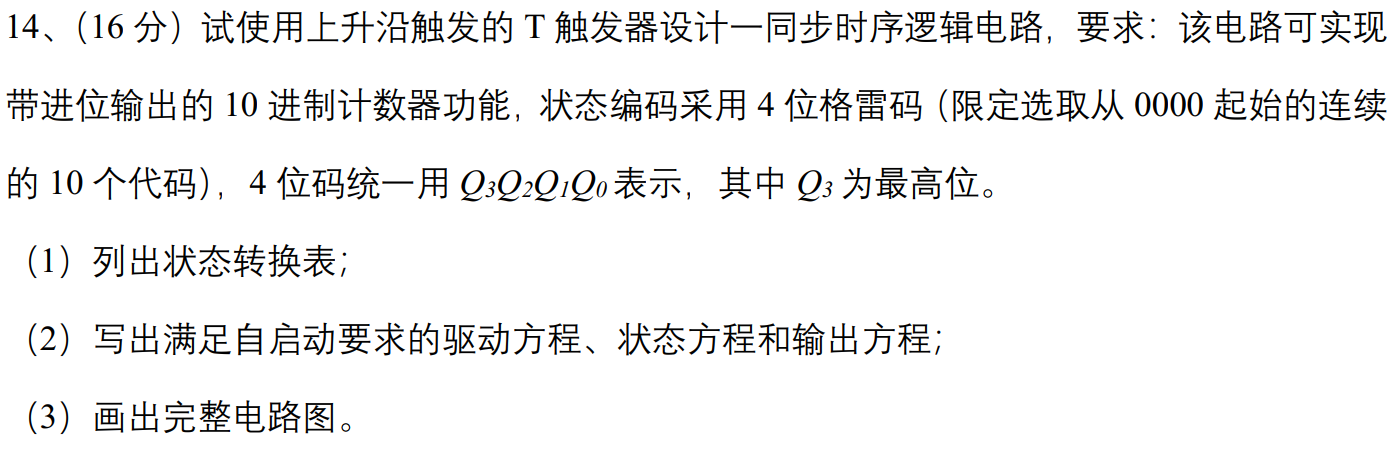 14、（16 分）试使用上升沿触发的 T 触发器设计一同步时序逻辑电路，要求：该电路可实现
带进位输出的 10 进制计数器功能，状态编码采用 4 位格雷码（限定选取从 0000 起始的连续
的 10 个代码），4 位码统一用 Q3Q2Q1Q0 表示，其中 Q3 为最高位。
（1）列出状态转换表；
（2）写出满足自启动要求的驱动方程、状态方程和输出方程；
（3）画出完整电路图。